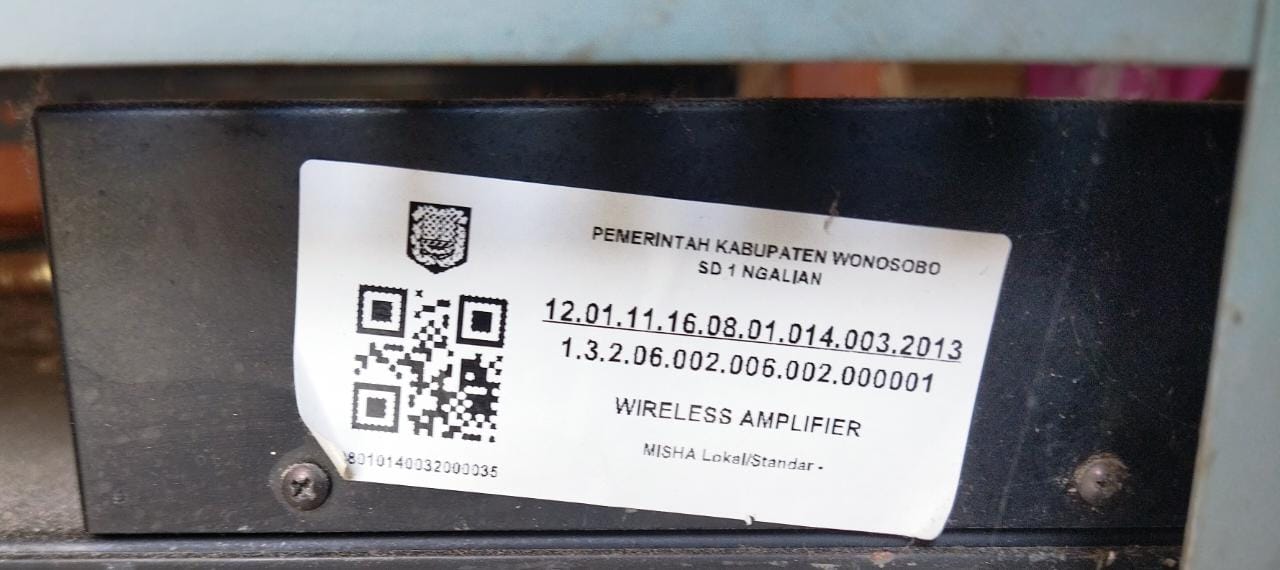 PEMERINTAH KABUPATEN WONOSOBO
SD 1 NGALIAN
12.01.11.16.08.01.014.003.2013
1.3.2.06.002.006.002.000001
WIRELESS AMPLIFIER
MISHA Lokal/Standar -
8010140032000035